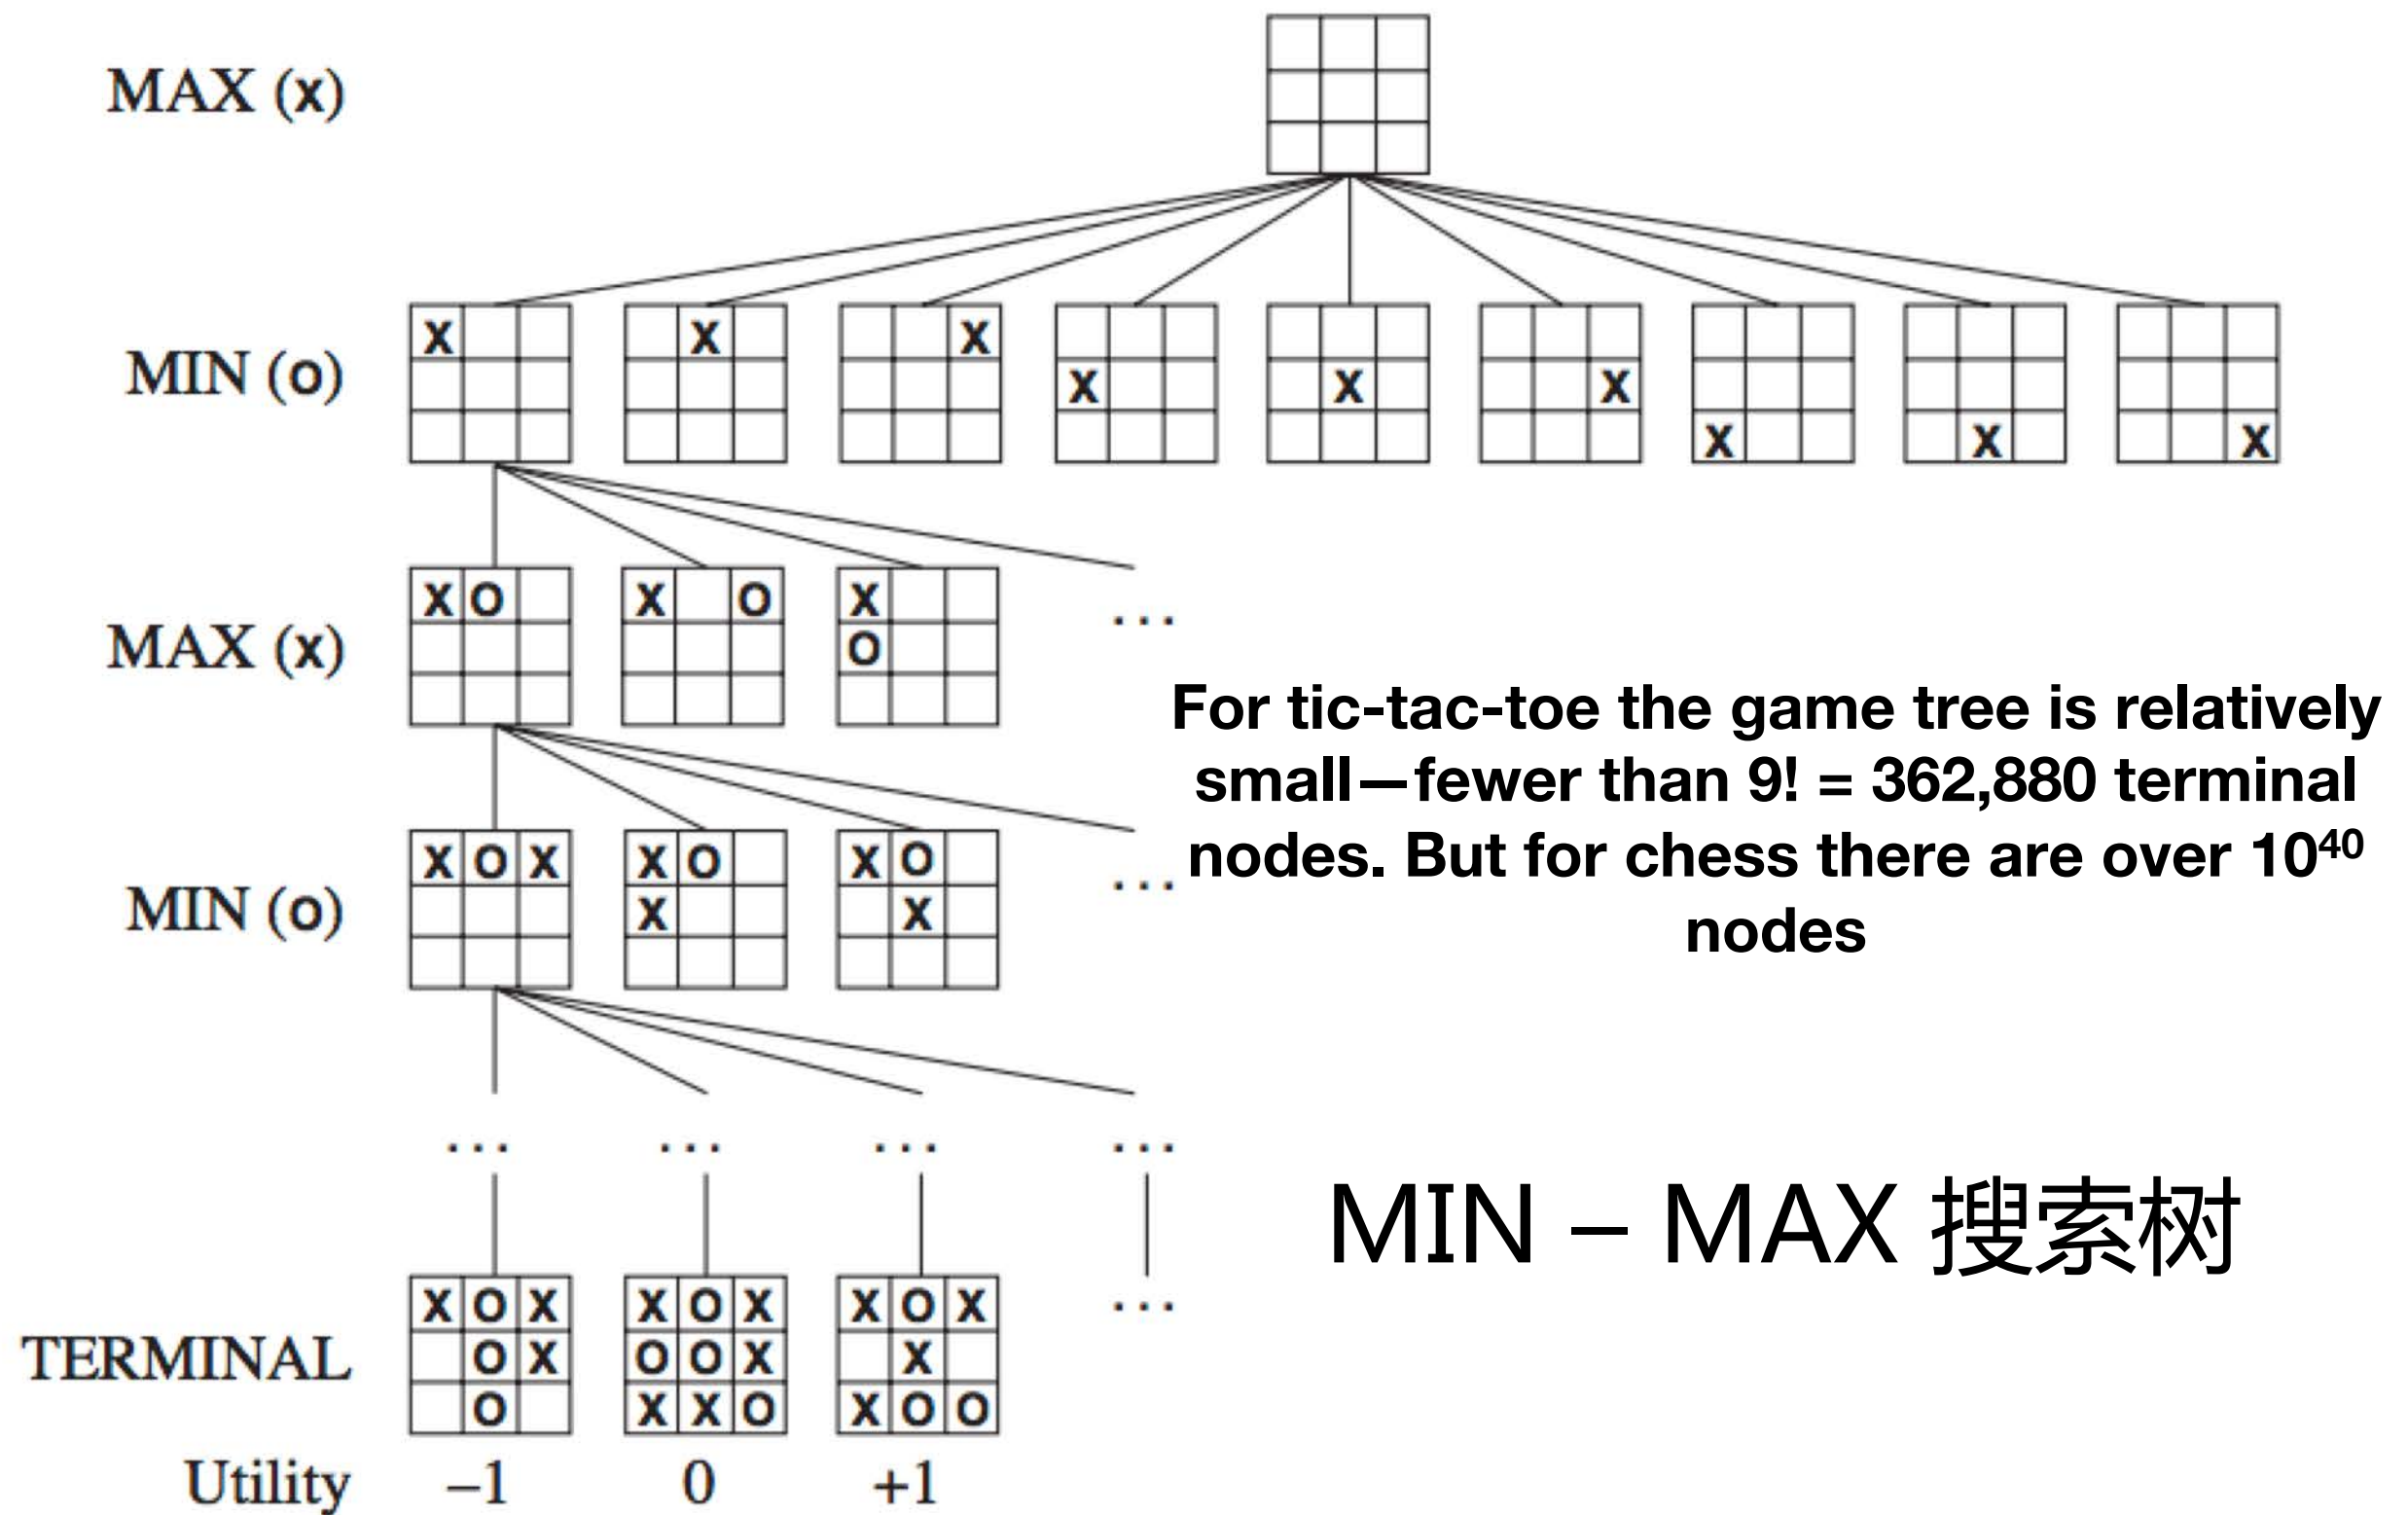 MAX (x)
MIN (o)
X X X X X X X X X
MAX (x)
X O X O X
O
...
For tic-tac-toe the game tree is relatively
small—fewer than 9! = 362,880 terminal
nodes. But for chess there are over 10⁴⁰
nodes
MIN (o)
X O X X O X O
X X
...
... ... ... ...
MIN – MAX 搜索树
TERMINAL
X O X X O X X O X ...
O X O O X X
O X X O X O O
Utility –1 0 +1